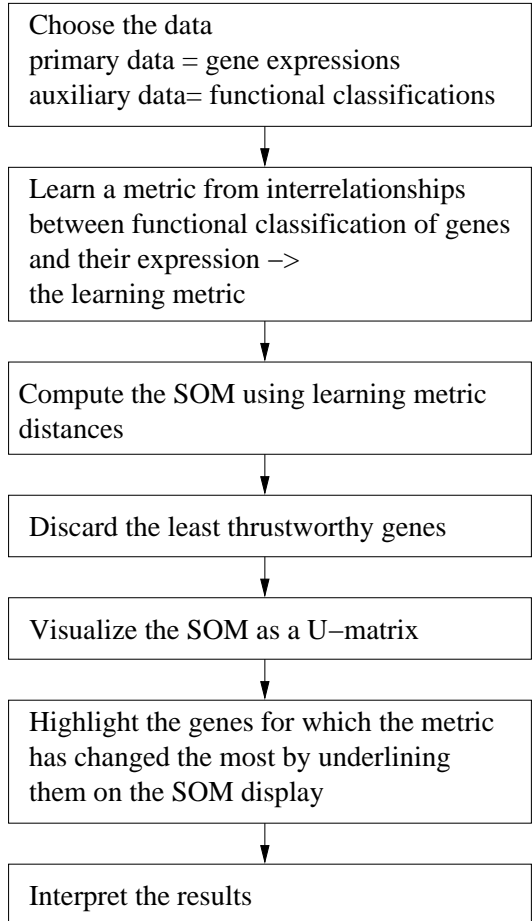 Choose the data
primary data = gene expressions
auxiliary data= functional classifications
Learn a metric from interrelationships
between functional classification of genes
and their expression −>
the learning metric
Compute the SOM using learning metric
distances
Discard the least thrustworthy genes
Visualize the SOM as a U−matrix
Highlight the genes for which the metric
has changed the most by underlining
them on the SOM display
Interpret the results